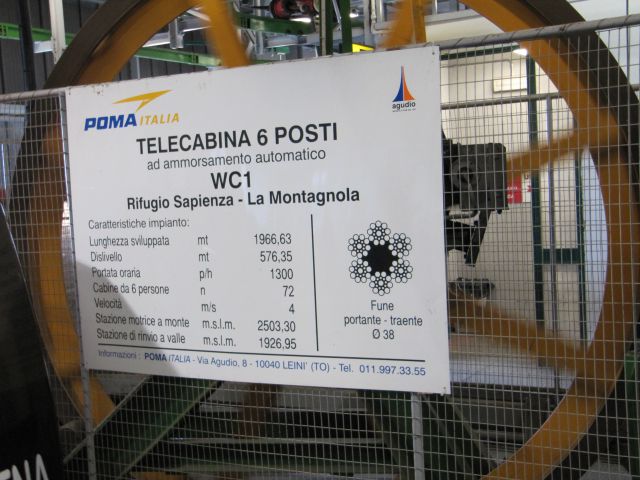 POMA ITALIA
agudio
TELECABINA 6 POSTI
ad ammorsamento automatico
WC1
Rifugio Sapienza - La Montagnola
Caratteristiche impianto:
Lunghezza sviluppata mt 1966,63
Dislivello mt 576,35
Portata oraria p/h 1300
Cabine da 6 persone n 72
Velocità m/s 4
Stazione motrice a monte m.s.l.m. 2503,30
Stazione di rinvio a valle m.s.l.m. 1926,95
Fune
portante - traente
Ø 38
Informazioni : POMA ITALIA - Via Agudio, 8 - 10040 LEINI' (TO) - Tel. 011.997.33.55